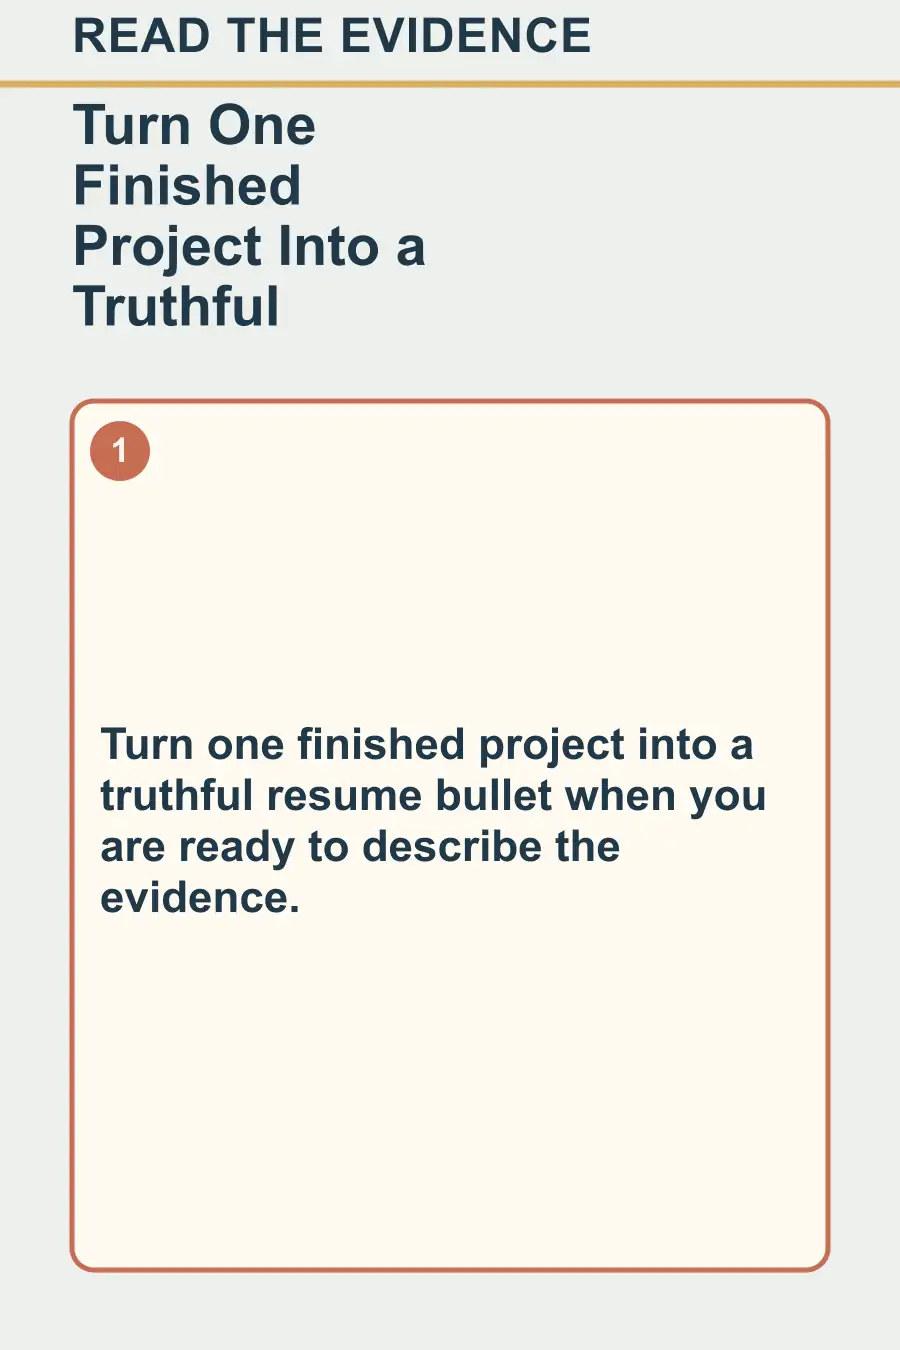 READ THE EVIDENCE
Turn One
Finished
Project Into a
Truthful
1
Turn one finished project into a
truthful resume bullet when you
are ready to describe the
evidence.